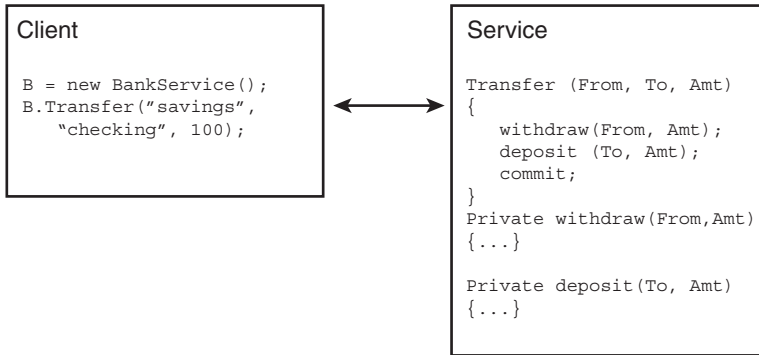 Client
B = new BankService();
B.Transfer(”savings”,
“checking”, 100);
Service
Transfer (From, To, Amt)
{
withdraw(From, Amt);
deposit (To, Amt);
commit;
}
Private withdraw(From,Amt)
{...}
Private deposit(To, Amt)
{...}